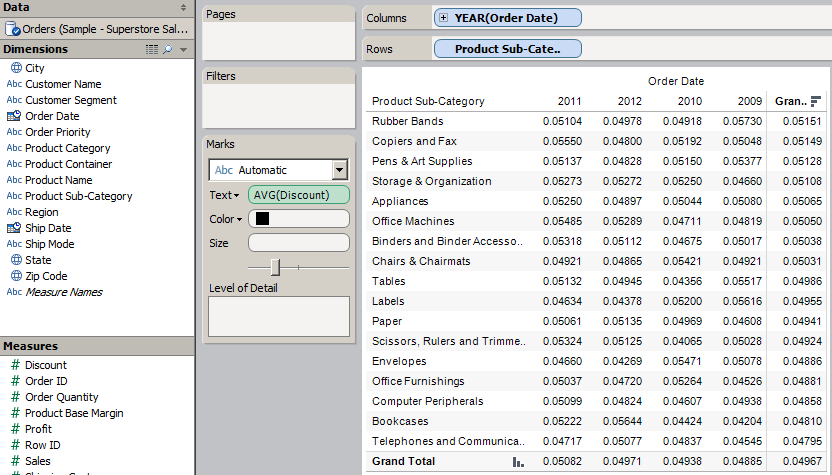 Data
Orders (Sample - Superstore Sal...
Dimensions
City
Abc Customer Name
Abc Customer Segment
Order Date
Abc Order Priority
Abc Product Category
Abc Product Container
Abc Product Name
Abc Product Sub-Category
Abc Region
Ship Date
Abc Ship Mode
State
Zip Code
Abc Measure Names
Measures
# Discount
# Order ID
# Order Quantity
# Product Base Margin
# Profit
# Row ID
# Sales
Pages
Filters
Marks
Abc Automatic
Text AVG(Discount)
Color
Size
Level of Detail
Columns YEAR(Order Date)
Rows Product Sub-Cate..
Order Date
Product Sub-Category 2011 2012 2010 2009 Gran..
Rubber Bands 0.05104 0.04978 0.04918 0.05730 0.05151
Copiers and Fax 0.05550 0.04800 0.05192 0.05048 0.05149
Pens & Art Supplies 0.05137 0.04828 0.05150 0.05377 0.05128
Storage & Organization 0.05273 0.05272 0.05250 0.04660 0.05108
Appliances 0.05250 0.04897 0.05044 0.05080 0.05065
Office Machines 0.05485 0.05289 0.04711 0.04819 0.05050
Binders and Binder Accesso.. 0.05318 0.05112 0.04675 0.05017 0.05038
Chairs & Chairmats 0.04921 0.04865 0.05421 0.04921 0.05031
Tables 0.05132 0.04945 0.04356 0.05517 0.04986
Labels 0.04634 0.04378 0.05200 0.05616 0.04955
Paper 0.05061 0.05135 0.04969 0.04608 0.04941
Scissors, Rulers and Trimme.. 0.05324 0.05125 0.04065 0.05028 0.04924
Envelopes 0.04660 0.04269 0.05471 0.05078 0.04886
Office Furnishings 0.05037 0.04720 0.05264 0.04526 0.04881
Computer Peripherals 0.05099 0.04824 0.04607 0.04938 0.04858
Bookcases 0.05222 0.05644 0.04424 0.04204 0.04810
Telephones and Communica.. 0.04717 0.05077 0.04837 0.04545 0.04795
Grand Total 0.05082 0.04971 0.04938 0.04885 0.04967